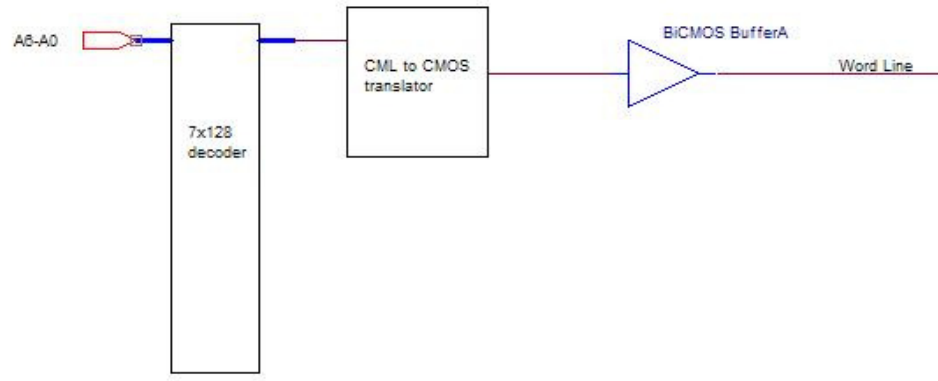 BiCMOS BufferA
A6-A0
CML to CMOS
translator
Word Line
7x128
decoder